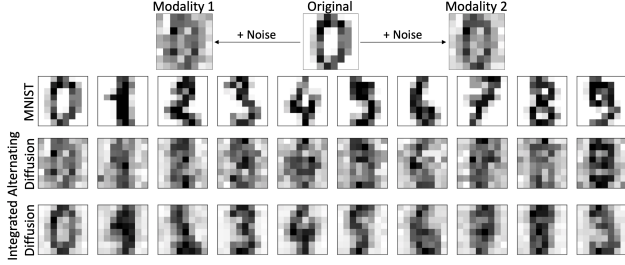 Modality 1 Original Modality 2
+ Noise + Noise
MNIST
Alternating
Diffusion
Integrated
Diffusion